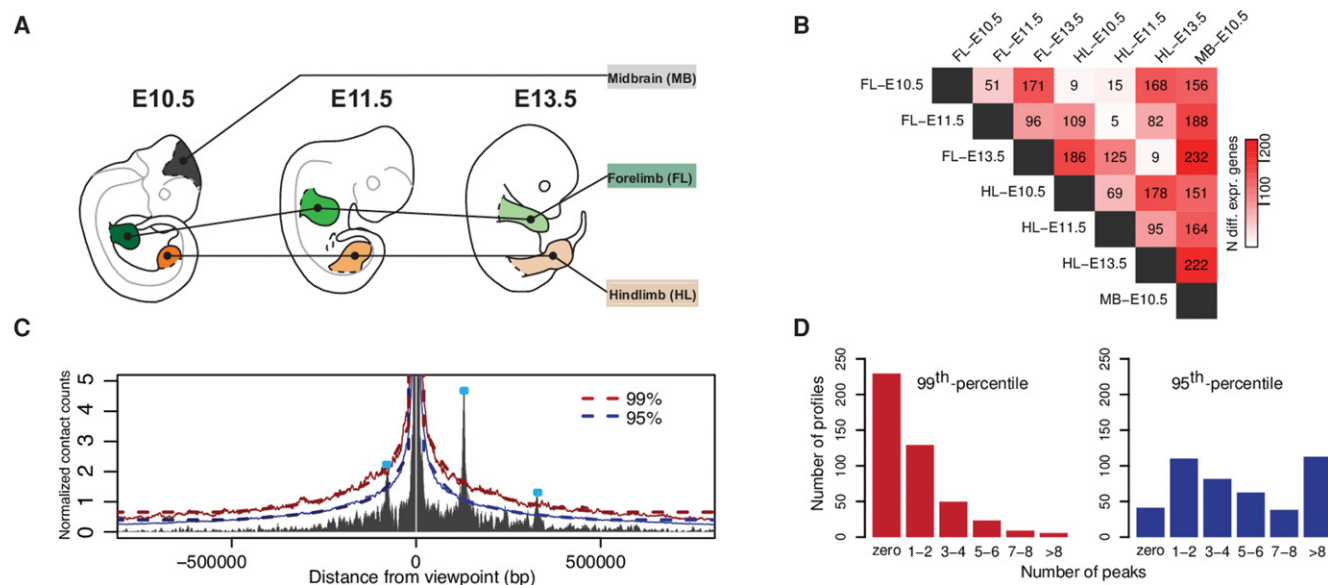 A
E10.5
E11.5
E13.5
Midbrain (MB)
Forelimb (FL)
Hindlimb (HL)
B
FL-E10.5
FL-E11.5
FL-E13.5
HL-E10.5
HL-E11.5
HL-E13.5
MB-E10.5
FL-E10.5 51 171 9 15 168 156
FL-E11.5 96 109 5 82 188
FL-E13.5 186 125 9 232
HL-E10.5 69 178 151
HL-E11.5 95 164
HL-E13.5 222
MB-E10.5
N diff. expr. genes
100 1200
C
Normalized contact counts
5
4
3
2
1
0
99%
95%
-500000 0 500000
Distance from viewpoint (bp)
D
Number of profiles
250
200
150
100
50
0
99th-percentile
zero 1-2 3-4 5-6 7-8 >8
250
200
150
100
50
0
95th-percentile
zero 1-2 3-4 5-6 7-8 >8
Number of peaks